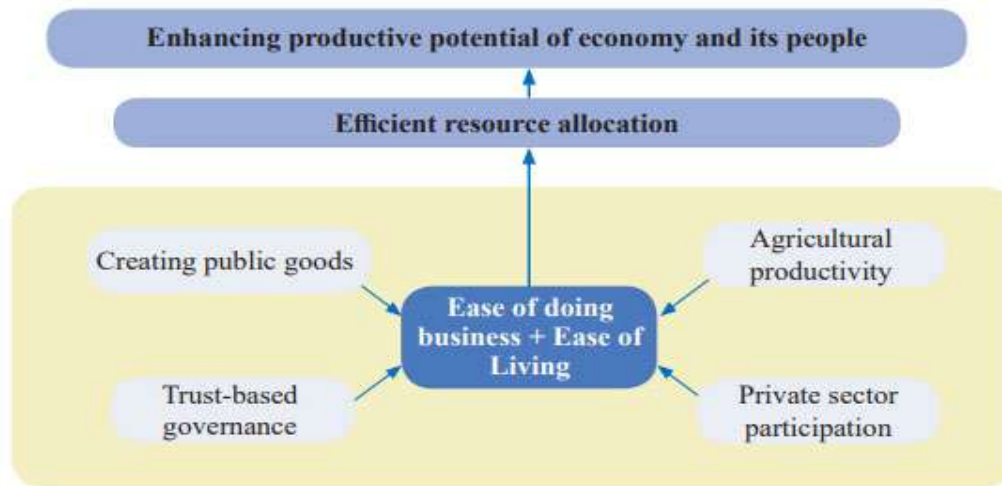 Enhancing productive potential of economy and its people
Efficient resource allocation
Creating public goods
Agricultural
productivity
Ease of doing
business + Ease of
Living
Trust-based
governance
Private sector
participation